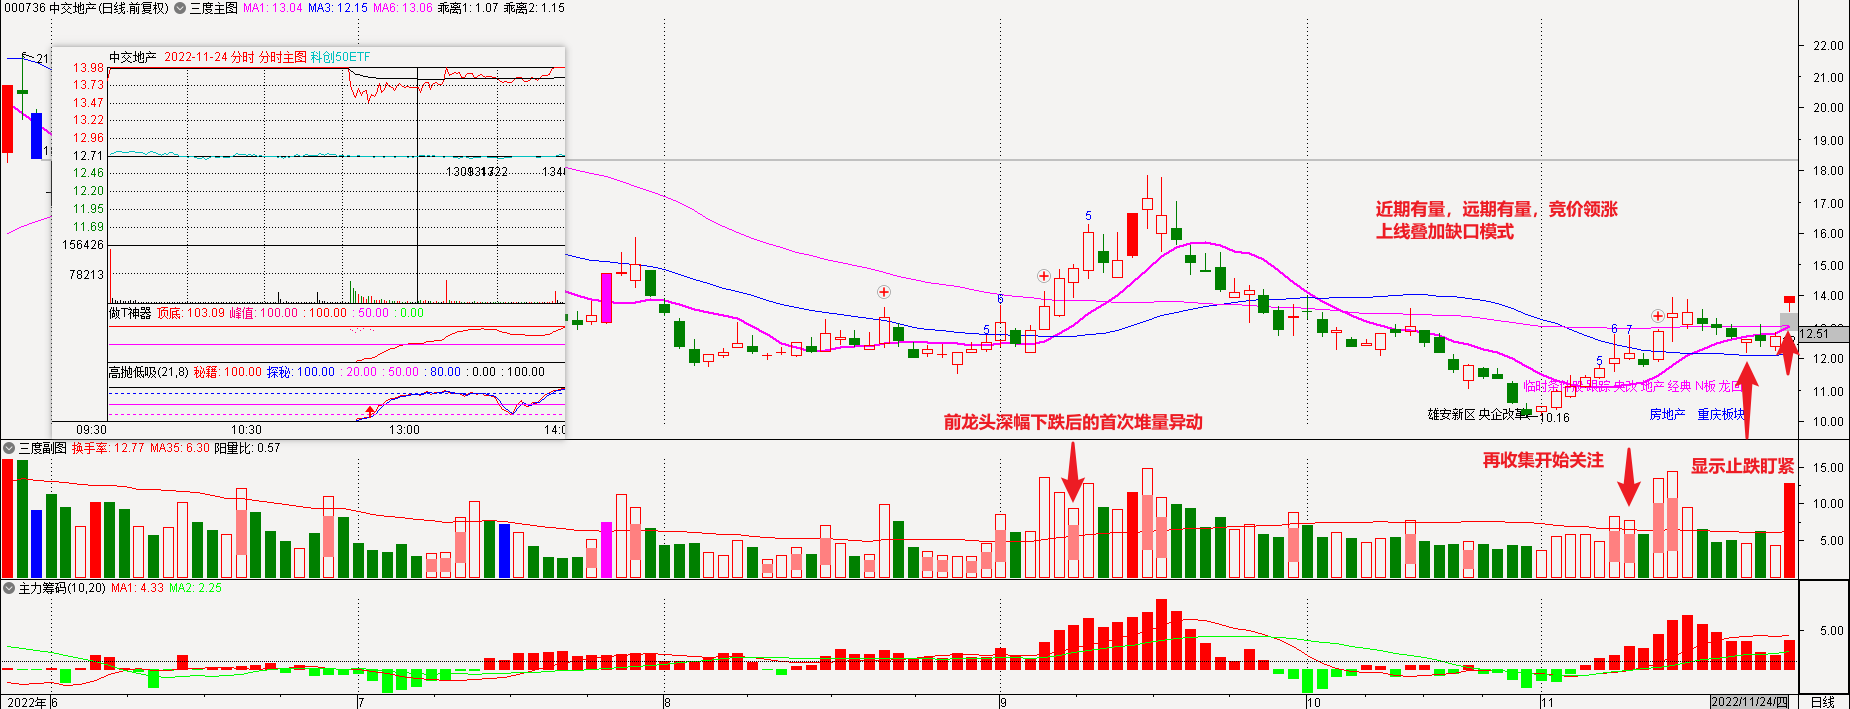 000736 中交地产(日线.前复权) 三度主图 MA1: 13.04 MA3: 12.15 MA6: 13.06 乖离1: 1.07 乖离2: 1.15
22.00
21.00
20.00
19.00
18.00
17.00
16.00
15.00
14.00
12.51
12.00
11.00
10.00
21
中交地产 2022-11-24 分时 分时主图 科创50ETF
13.98
13.73
13.47
13.22
12.96
12.71
12.46
12.20
11.95
11.69
156426
78213
做T神器 顶底: 103.09 峰值: 100.00 : 100.00 : 50.00 : 0.00
高抛低吸(21,8) 秘籍: 100.00 探秘: 100.00 : 20.00 : 50.00 : 80.00 : 0.00 : 100.00
09:30 10:30 13:00
近期有量，远期有量，竞价领涨
上线叠加缺口模式
5
6
5
6 7
5
雄安新区 央企改革
10.16
房地产 重庆板块
前龙头深幅下跌后的首次堆量异动
再收集开始关注
显示止跌盯紧
三度副图 换手率: 12.77 MA35: 6.30 阳量比: 0.57
15.00
10.00
5.00
主力筹码(10,20) MA1: 4.33 MA2: 2.25
5.00
2022年 6 7 8 9 10 11 2022/11/24/四 日线